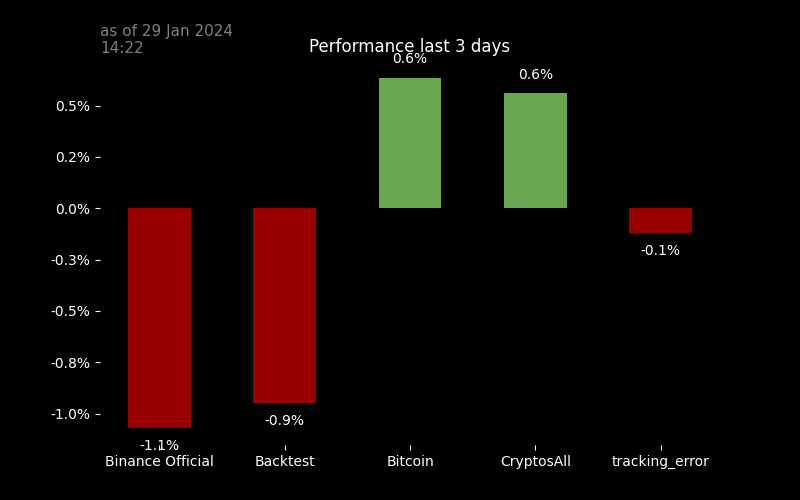 as of 29 Jan 2024
14:22
Performance last 3 days
0.6%
0.6%
0.5%
0.2%
0.0%
-0.3%
-0.1%
-0.5%
-0.8%
-1.0%
-0.9%
-1.1%
Binance Official
Backtest
Bitcoin
CryptosAll
tracking_error